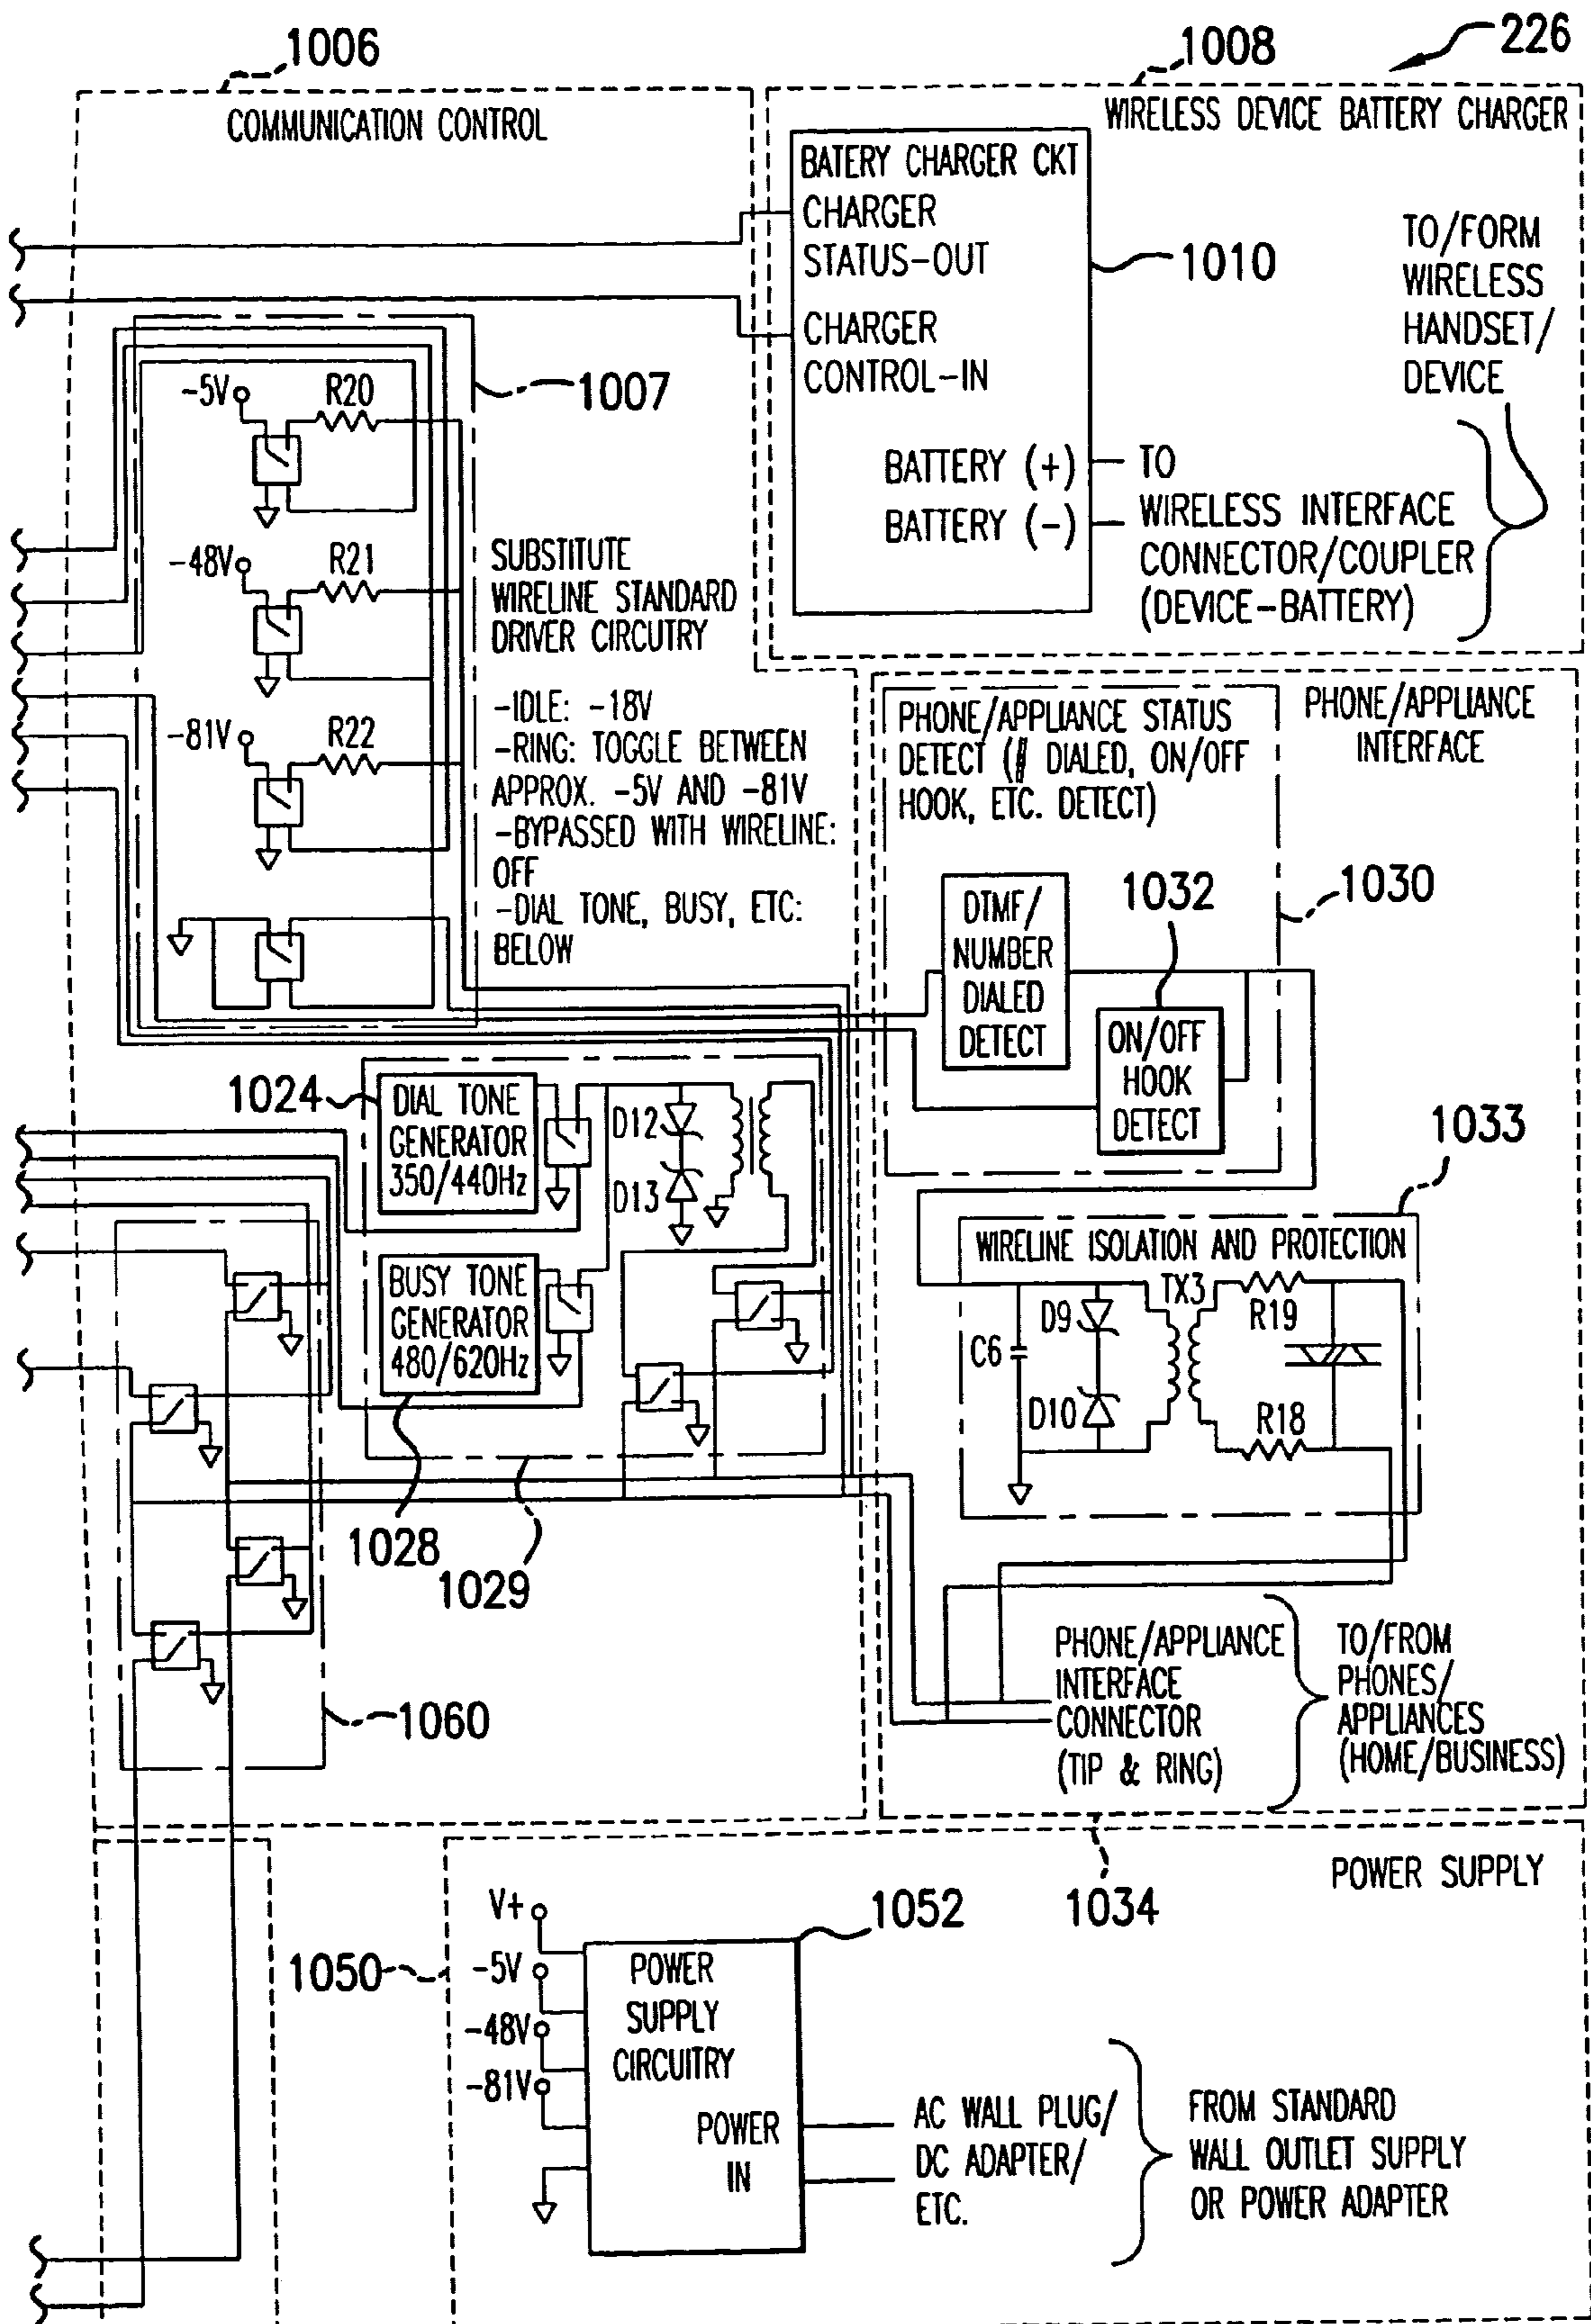 1006
1008
226
COMMUNICATION CONTROL
WIRELESS DEVICE BATTERY CHARGER
BATERY CHARGER CKT
CHARGER
STATUS-OUT
1010
CHARGER
CONTROL-IN
TO/FORM
WIRELESS
HANDSET/
DEVICE
BATTERY (+)
BATTERY (-)
TO
WIRELESS INTERFACE
CONNECTOR/COUPLER
(DEVICE-BATTERY)
1007
-5V
R20
-48V
R21
-81V
R22
SUBSTITUTE
WIRELINE STANDARD
DRIVER CIRCUTRY
-IDLE: -18V
-RING: TOGGLE BETWEEN
APPROX. -5V AND -81V
-BYPASSED WITH WIRELINE:
OFF
-DIAL TONE, BUSY, ETC:
BELOW
PHONE/APPLIANCE STATUS
DETECT (# DIALED, ON/OFF
HOOK, ETC. DETECT)
PHONE/APPLIANCE
INTERFACE
DTMF/
NUMBER
DIALED
DETECT
1032
1030
ON/OFF
HOOK
DETECT
1024
DIAL TONE
GENERATOR
350/440Hz
D12
D13
BUSY TONE
GENERATOR
480/620Hz
1028
1029
1033
WIRELINE ISOLATION AND PROTECTION
TX3
D9
C6
D10
R19
R18
1060
PHONE/APPLIANCE
INTERFACE
CONNECTOR
(TIP & RING)
TO/FROM
PHONES/
APPLIANCES
(HOME/BUSINESS)
1034
POWER SUPPLY
1050
1052
V+
-5V
-48V
-81V
POWER
SUPPLY
CIRCUITRY
POWER
IN
AC WALL PLUG/
DC ADAPTER/
ETC.
FROM STANDARD
WALL OUTLET SUPPLY
OR POWER ADAPTER